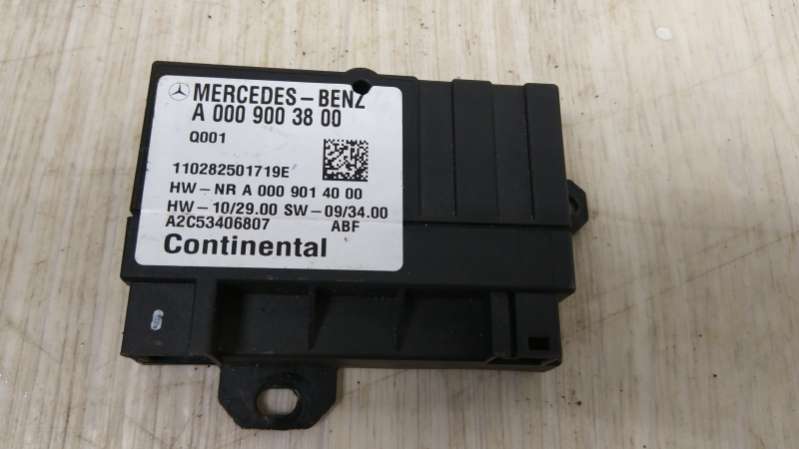 MERCEDES-BENZ
A 000 900 38 00
Q001
110282501719E
HW-NR A 000 901 40 00
HW-10/29.00 SW-09/34.00
A2C53406807 ABF
Continental